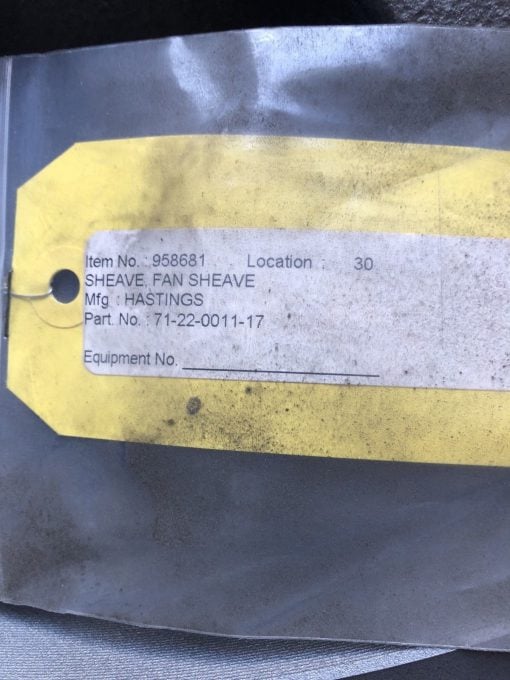 Item No. : 958681 Location : 30
SHEAVE, FAN SHEAVE
Mfg : HASTINGS
Part. No. : 71-22-0011-17
Equipment No.